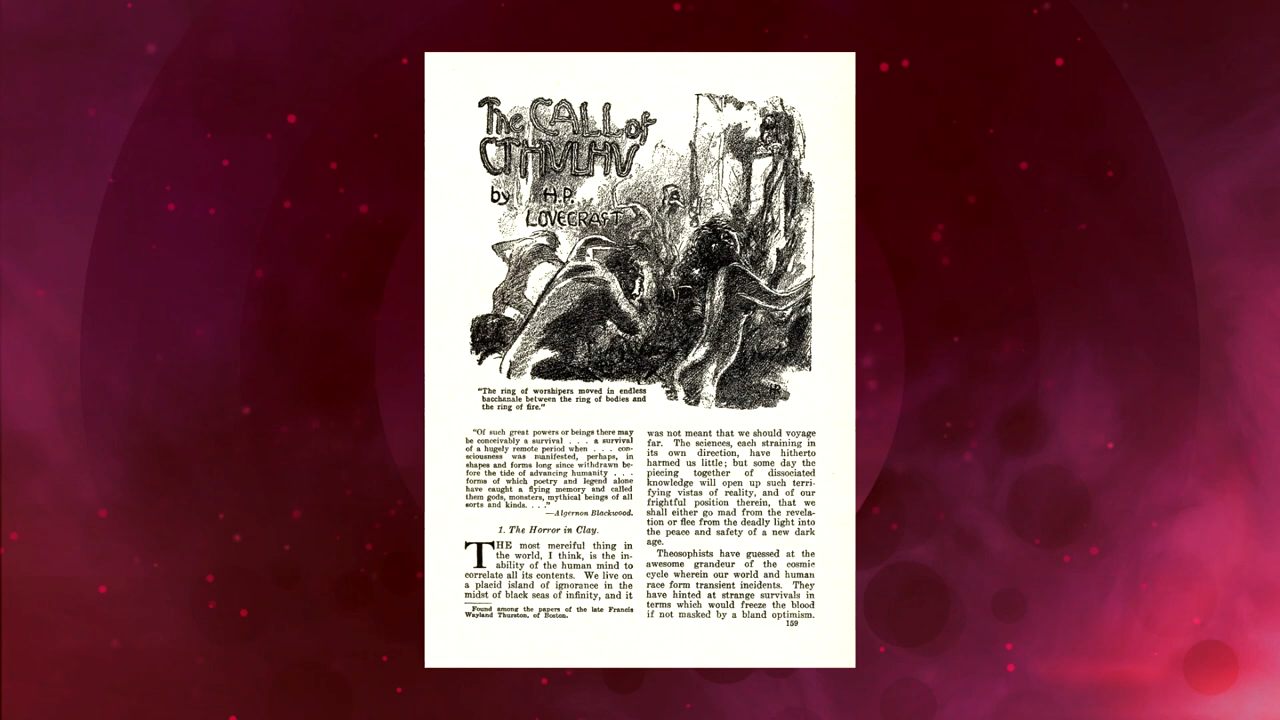 The CALL of
CTHVLHV
by H.P.
LOVECRAFT
"The ring of worshipers moved in endless
bacchanale between the ring of bodies and
the ring of fire."
"Of such great powers or beings there may
be conceivably a survival . . . a survival
of a hugely remote period when . . . con-
sciousness was manifested, perhaps, in
shapes and forms long since withdrawn be-
fore the tide of advancing humanity . . .
forms of which poetry and legend alone
have caught a flying memory and called
them gods, monsters, mythical beings of all
sorts and kinds. . . ."
—Algernon Blackwood.
1. The Horror in Clay.
THE most merciful thing in
the world, I think, is the in-
ability of the human mind to
correlate all its contents. We live on
a placid island of ignorance in the
midst of black seas of infinity, and it
Found among the papers of the late Francis
Wayland Thurston, of Boston.
was not meant that we should voyage
far. The sciences, each straining in
its own direction, have hitherto
harmed us little; but some day the
piecing together of dissociated
knowledge will open up such terri-
fying vistas of reality, and of our
frightful position therein, that we
shall either go mad from the revela-
tion or flee from the deadly light into
the peace and safety of a new dark
age.
Theosophists have guessed at the
awesome grandeur of the cosmic
cycle wherein our world and human
race form transient incidents. They
have hinted at strange survivals in
terms which would freeze the blood
if not masked by a bland optimism.
159